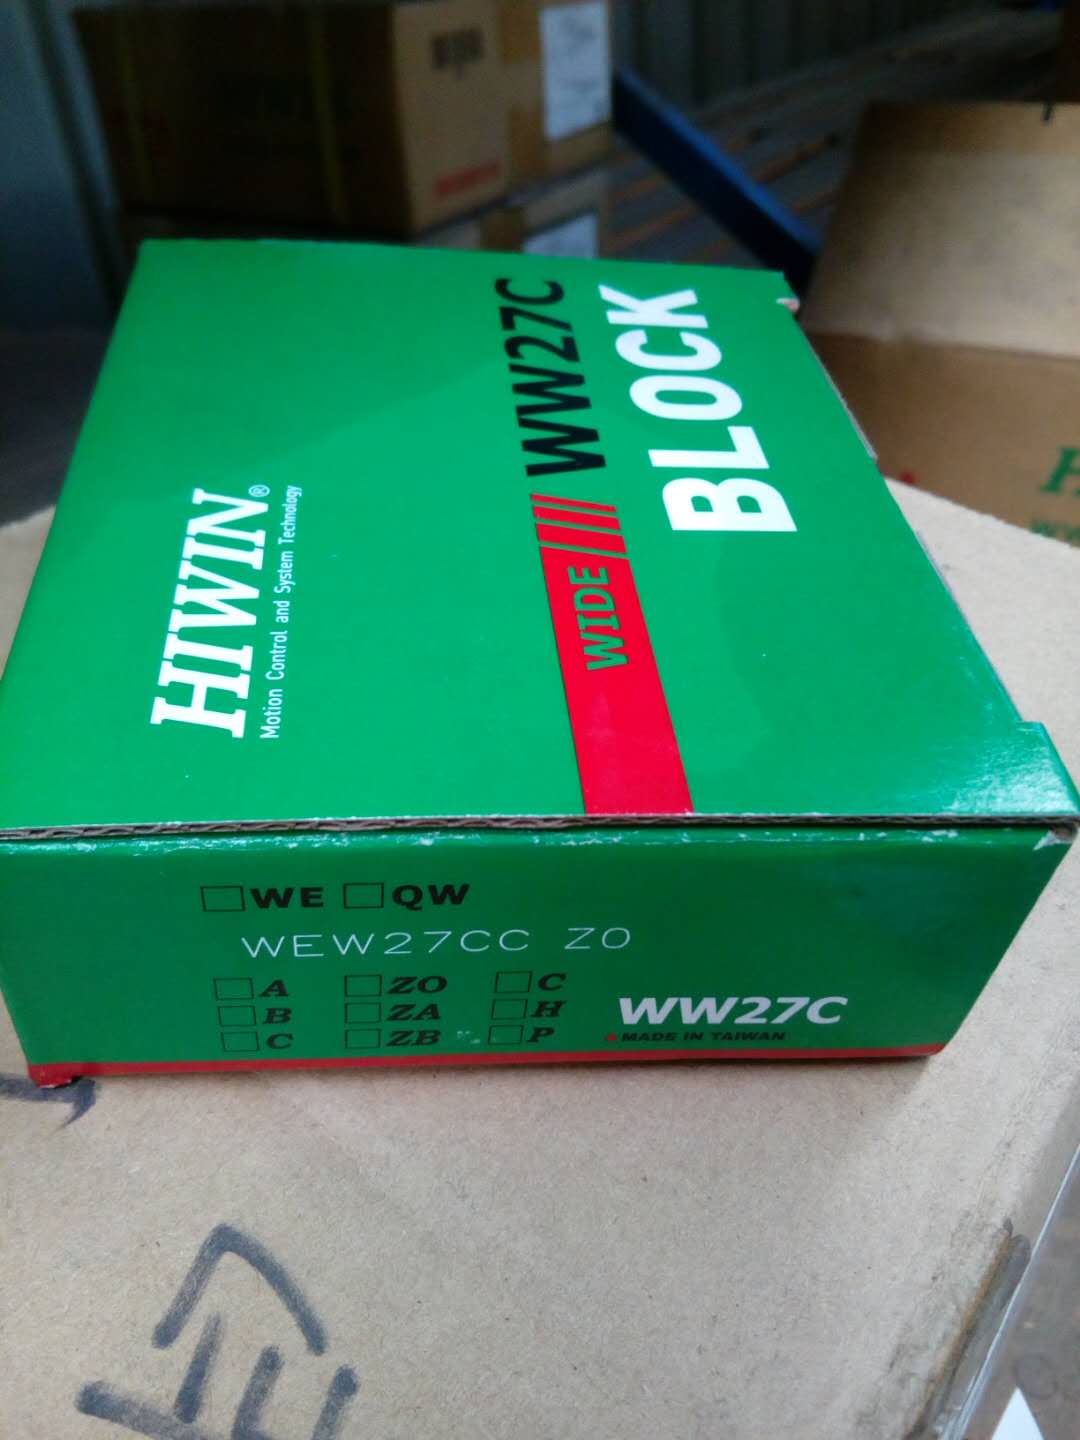 HIWIN®
Motion Control and System Technology
WIDE WW27C
BLOCK
WE QW
WEW27CC Z0
A ZO C
B ZA H
C ZB P
WW27C
MADE IN TAIWAN